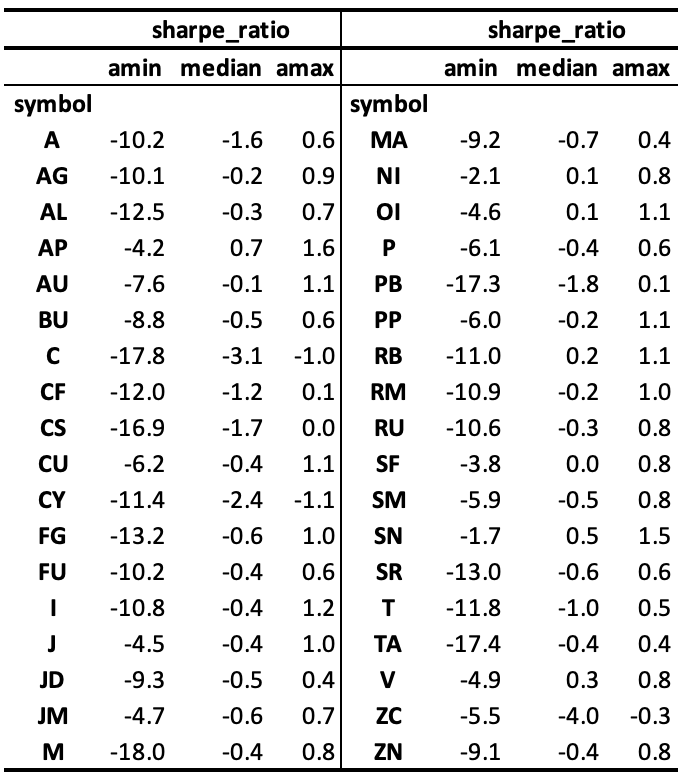 sharpe_ratio sharpe_ratio
amin median amax amin median amax
symbol symbol
A -10.2 -1.6 0.6 MA -9.2 -0.7 0.4
AG -10.1 -0.2 0.9 NI -2.1 0.1 0.8
AL -12.5 -0.3 0.7 OI -4.6 0.1 1.1
AP -4.2 0.7 1.6 P -6.1 -0.4 0.6
AU -7.6 -0.1 1.1 PB -17.3 -1.8 0.1
BU -8.8 -0.5 0.6 PP -6.0 -0.2 1.1
C -17.8 -3.1 -1.0 RB -11.0 0.2 1.1
CF -12.0 -1.2 0.1 RM -10.9 -0.2 1.0
CS -16.9 -1.7 0.0 RU -10.6 -0.3 0.8
CU -6.2 -0.4 1.1 SF -3.8 0.0 0.8
CY -11.4 -2.4 -1.1 SM -5.9 -0.5 0.8
FG -13.2 -0.6 1.0 SN -1.7 0.5 1.5
FU -10.2 -0.4 0.6 SR -13.0 -0.6 0.6
I -10.8 -0.4 1.2 T -11.8 -1.0 0.5
J -4.5 -0.4 1.0 TA -17.4 -0.4 0.4
JD -9.3 -0.5 0.4 V -4.9 0.3 0.8
JM -4.7 -0.6 0.7 ZC -5.5 -4.0 -0.3
M -18.0 -0.4 0.8 ZN -9.1 -0.4 0.8